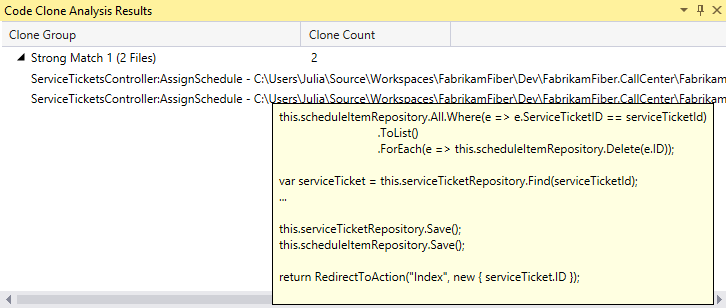 Code Clone Analysis Results
Clone Group Clone Count
Strong Match 1 (2 Files) 2
ServiceTicketsController:AssignSchedule - C:\Users\Julia\Source\Workspaces\FabrikamFiber\Dev\FabrikamFiber.CallCenter\Fabrikam
ServiceTicketsController:AssignSchedule - C:\Users\Julia\Source\Workspaces\FabrikamFiber\Dev\FabrikamFiber.CallCenter\Fabrikam
this.scheduleItemRepository.All.Where(e => e.ServiceTicketID == serviceTicketId)
.ToList()
.ForEach(e => this.scheduleItemRepository.Delete(e.ID));
var serviceTicket = this.serviceTicketRepository.Find(serviceTicketId);
...
this.serviceTicketRepository.Save();
this.scheduleItemRepository.Save();
return RedirectToAction("Index", new { serviceTicket.ID });